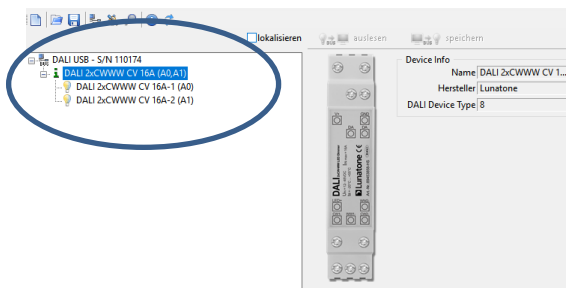 lokalisieren
auslesen
speichern
DALI USB - S/N 110174
DALI 2xCWWW CV 16A (A0,A1)
DALI 2xCWWW CV 16A-1 (A0)
DALI 2xCWWW CV 16A-2 (A1)
Device Info
Name DALI 2xCWWW CV 1...
Hersteller Lunatone
DALI Device Type 8
DALI
Lunatone CE